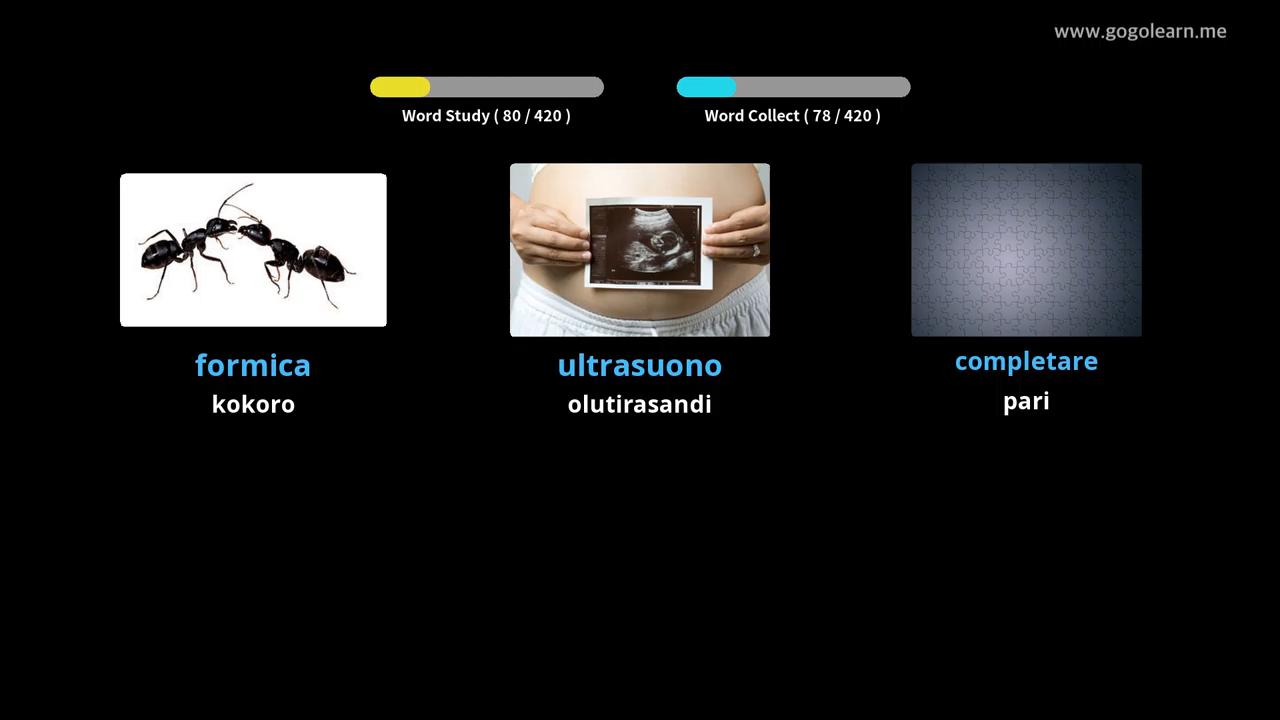 www.gogolearn.me
Word Study ( 80 / 420 )
Word Collect ( 78 / 420 )
formica
kokoro
ultrasuono
olutirasandi
completare
pari